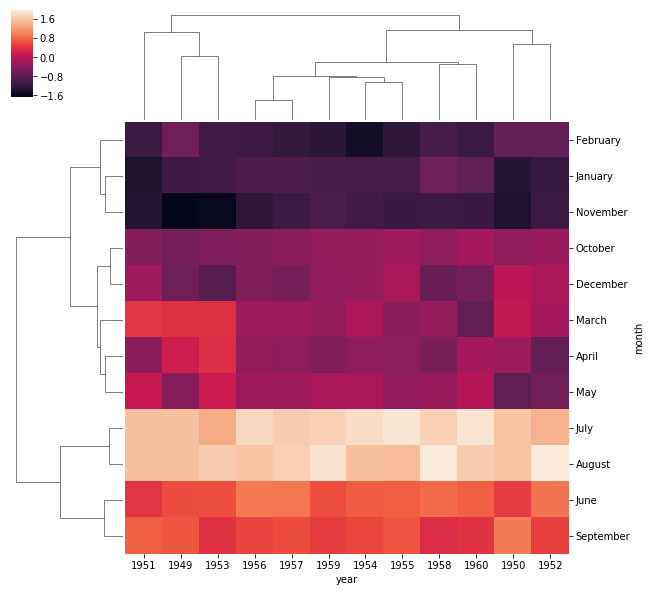 1.6
0.8
0.0
−0.8
−1.6
February
January
November
October
December
March
April
May
July
August
June
September
month
1951 1949 1953 1956 1957 1959 1954 1955 1958 1960 1950 1952
year